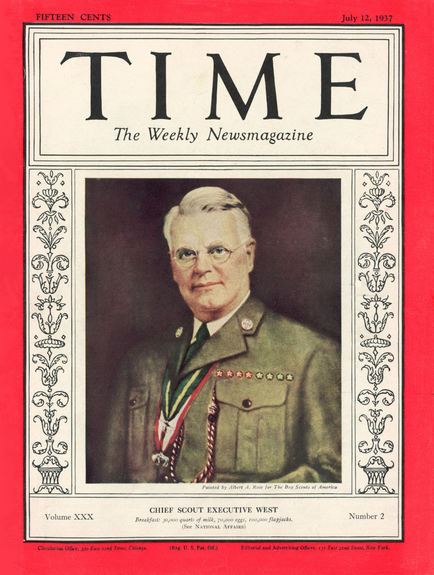 FIFTEEN CENTS July 12, 1937
TIME
The Weekly Newsmagazine
Painted by Albert A. Rose for The Boy Scouts of America
CHIEF SCOUT EXECUTIVE WEST
Volume XXX Breakfast: 30,000 quarts of milk, 70,000 eggs, 100,000 flapjacks. Number 2
(See NATIONAL AFFAIRS)
Circulation Office, 350 East 22nd Street, Chicago. (Reg. U. S. Pat. Off.) Editorial and Advertising Offices, 135 East 42nd Street, New York.